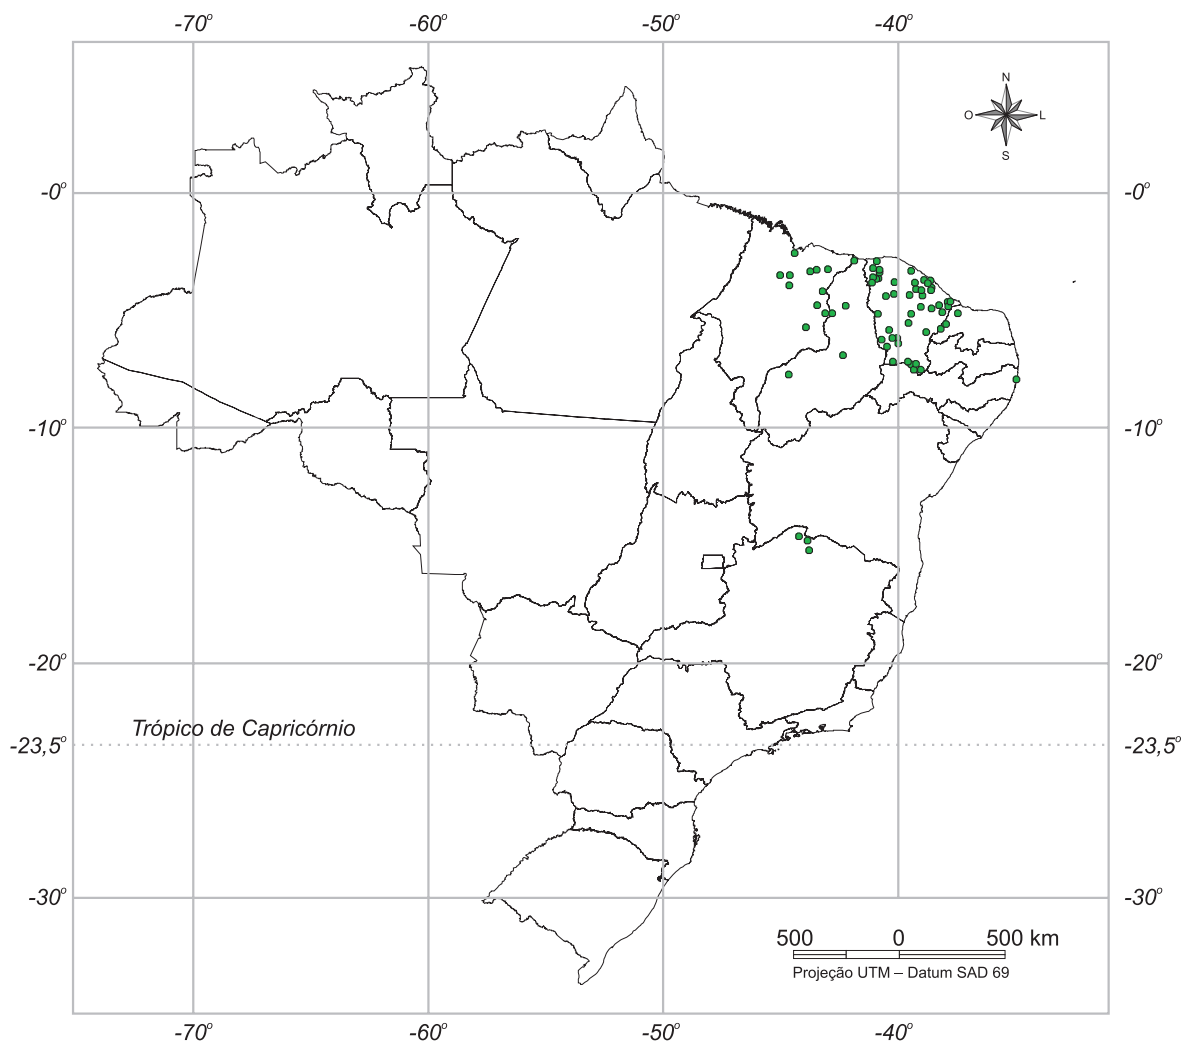 -70º -60º -50º -40º
N
O L
S
-0º -0º
-10º -10º
-20º -20º
Trópico de Capricórnio
-23,5º -23,5º
-30º -30º
500 0 500 km
Projeção UTM – Datum SAD 69
-70º -60º -50º -40º